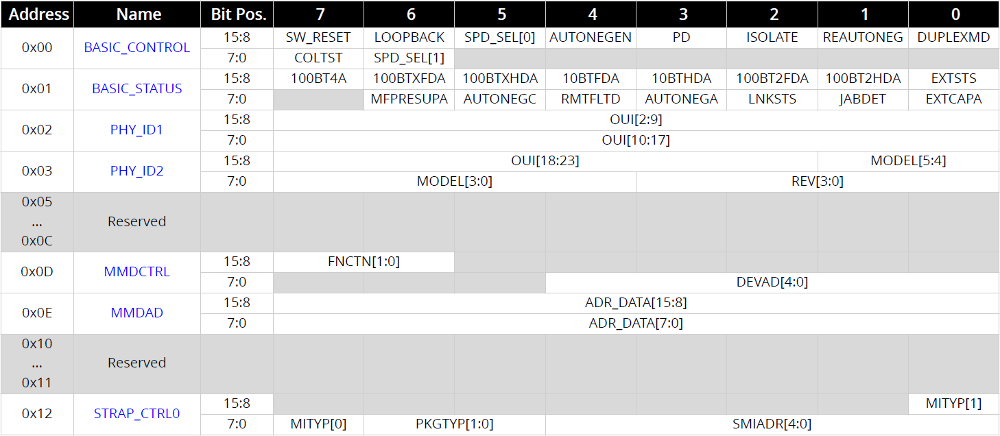 Address Name Bit Pos. 7 6 5 4 3 2 1 0
0x00 BASIC_CONTROL 15:8 SW_RESET LOOPBACK SPD_SEL[0] AUTONEGEN PD ISOLATE REAUTONEG DUPLEXMD
7:0 COLTST SPD_SEL[1]
0x01 BASIC_STATUS 15:8 100BT4A 100BTXFDA 100BTXHDA 10BTFDA 10BTHDA 100BT2FDA 100BT2HDA EXTSTS
7:0 MFPRESUPA AUTONEGC RMTFLTD AUTONEGA LNKSTS JABDET EXTCAPA
0x02 PHY_ID1 15:8 OUI[2:9]
7:0 OUI[10:17]
0x03 PHY_ID2 15:8 OUI[18:23] MODEL[5:4]
7:0 MODEL[3:0] REV[3:0]
0x05
... Reserved
0x0C
0x0D MMDCTRL 15:8 FNCTN[1:0]
7:0 DEVAD[4:0]
0x0E MMDAD 15:8 ADR_DATA[15:8]
7:0 ADR_DATA[7:0]
0x10
... Reserved
0x11
0x12 STRAP_CTRL0 15:8 MITYP[1]
7:0 MITYP[0] PKGTYP[1:0] SMIADR[4:0]